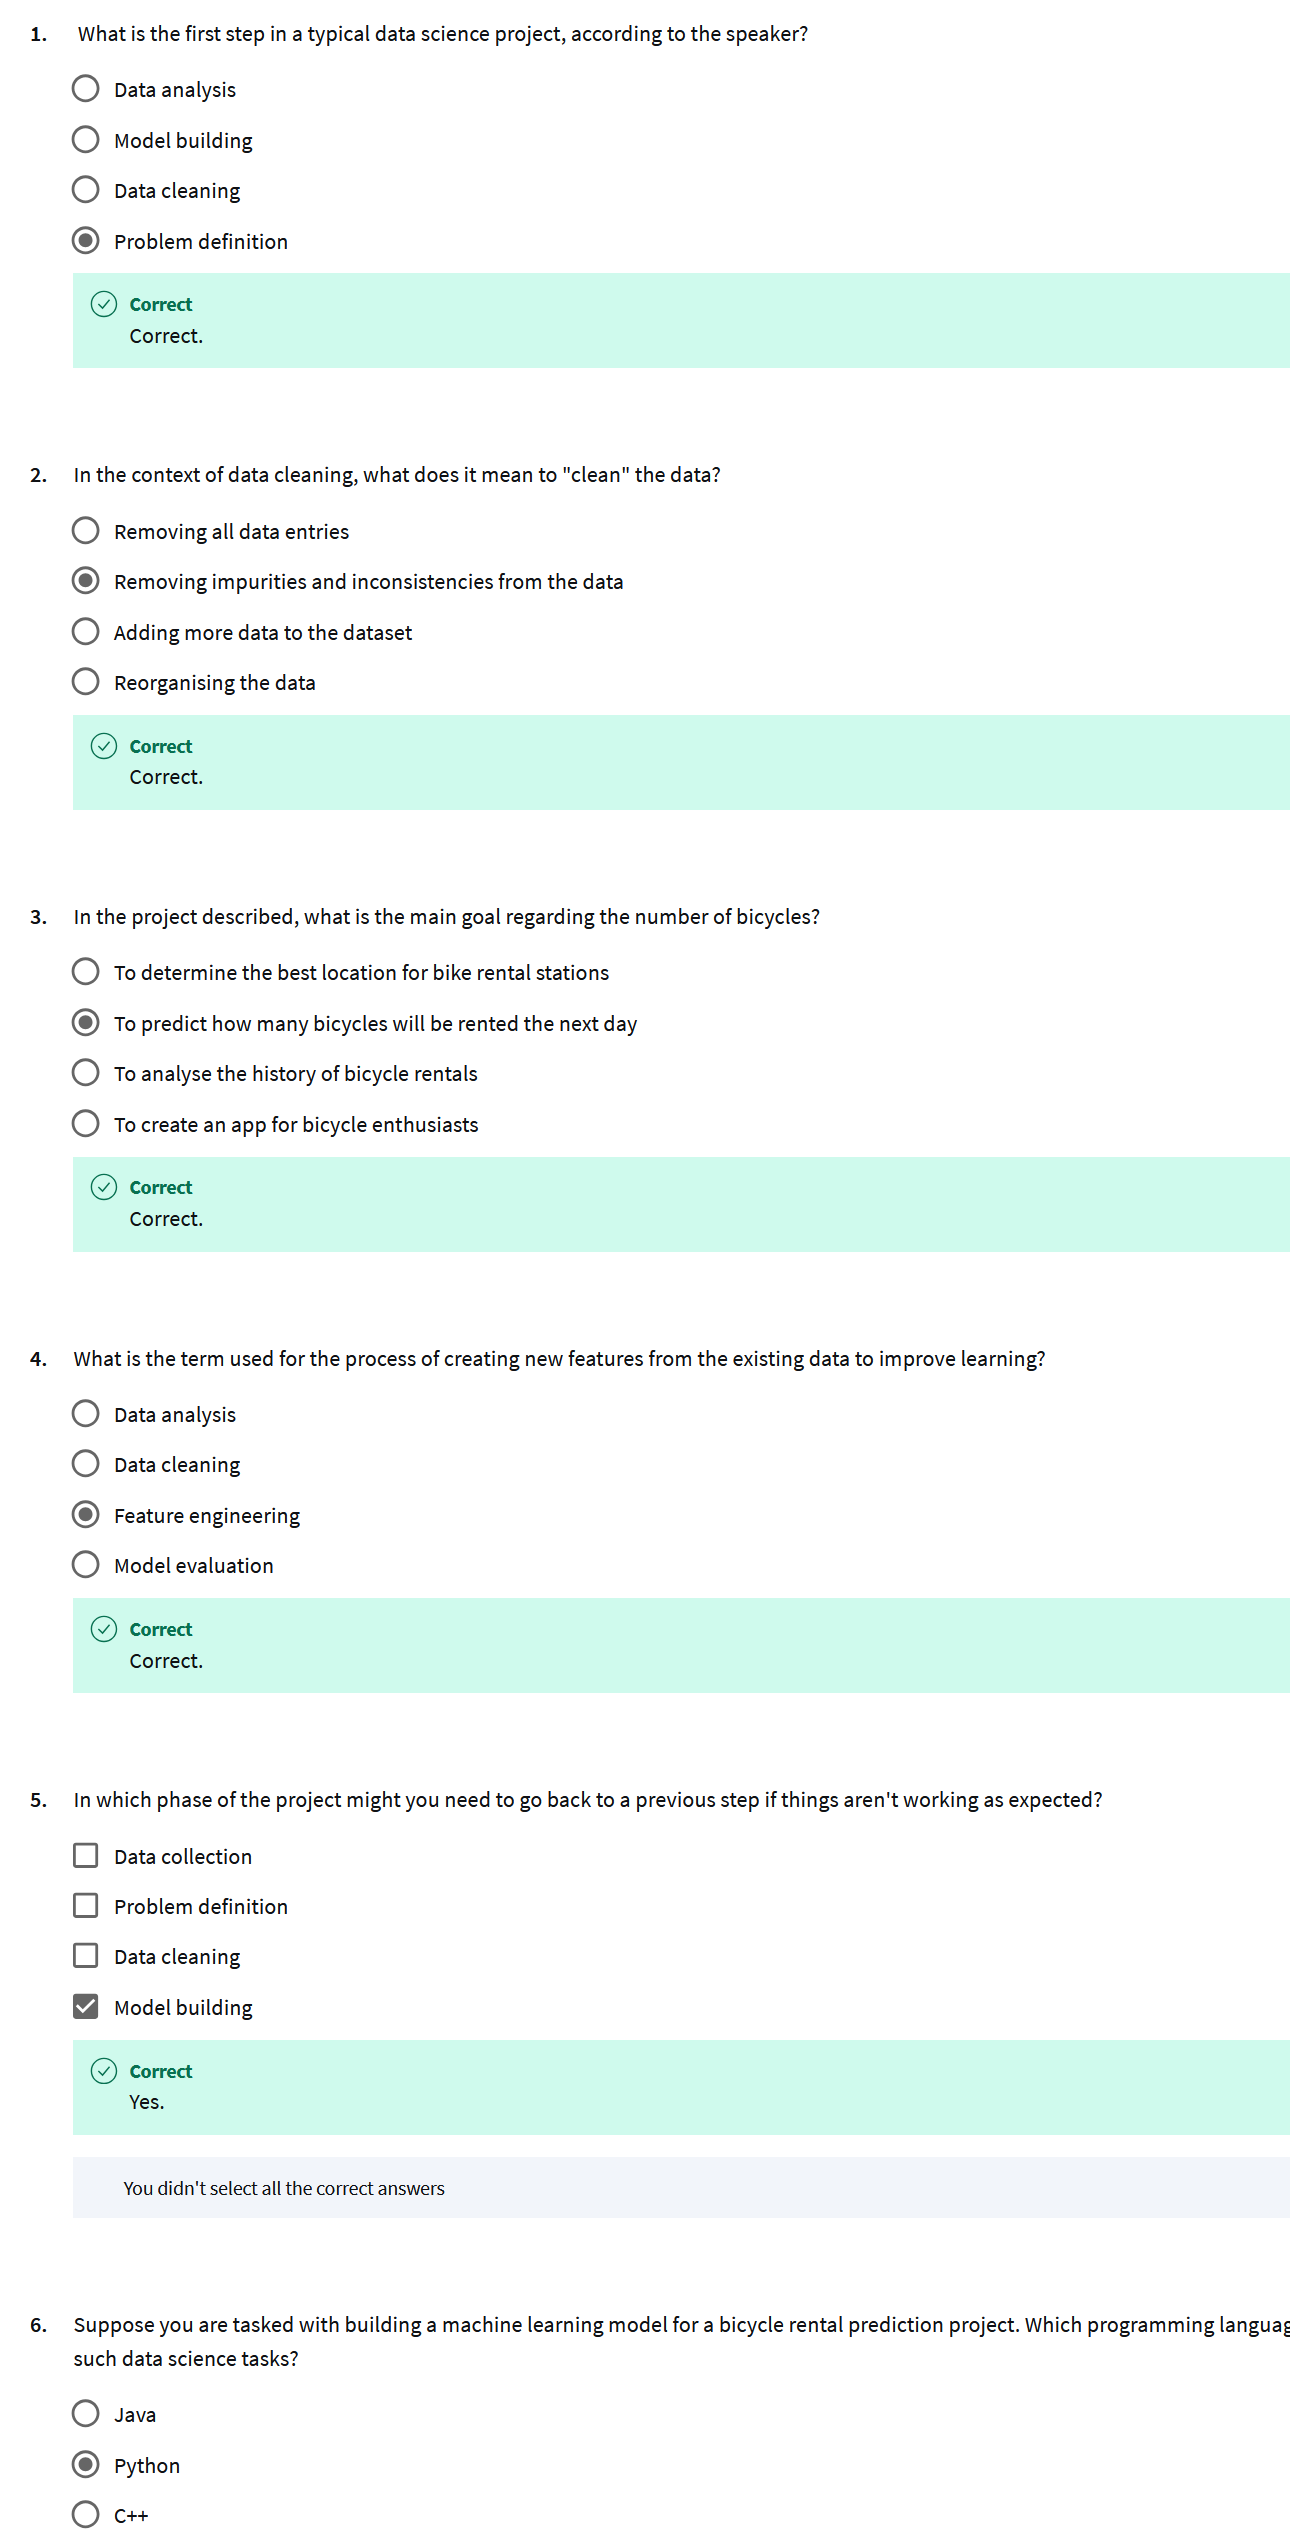 1. What is the first step in a typical data science project, according to the speaker?
Data analysis
Model building
Data cleaning
Problem definition
Correct
Correct.
2. In the context of data cleaning, what does it mean to "clean" the data?
Removing all data entries
Removing impurities and inconsistencies from the data
Adding more data to the dataset
Reorganising the data
Correct
Correct.
3. In the project described, what is the main goal regarding the number of bicycles?
To determine the best location for bike rental stations
To predict how many bicycles will be rented the next day
To analyse the history of bicycle rentals
To create an app for bicycle enthusiasts
Correct
Correct.
4. What is the term used for the process of creating new features from the existing data to improve learning?
Data analysis
Data cleaning
Feature engineering
Model evaluation
Correct
Correct.
5. In which phase of the project might you need to go back to a previous step if things aren't working as expected?
Data collection
Problem definition
Data cleaning
Model building
Correct
Yes.
You didn't select all the correct answers
6. Suppose you are tasked with building a machine learning model for a bicycle rental prediction project. Which programming
such data science tasks?
Java
Python
C++